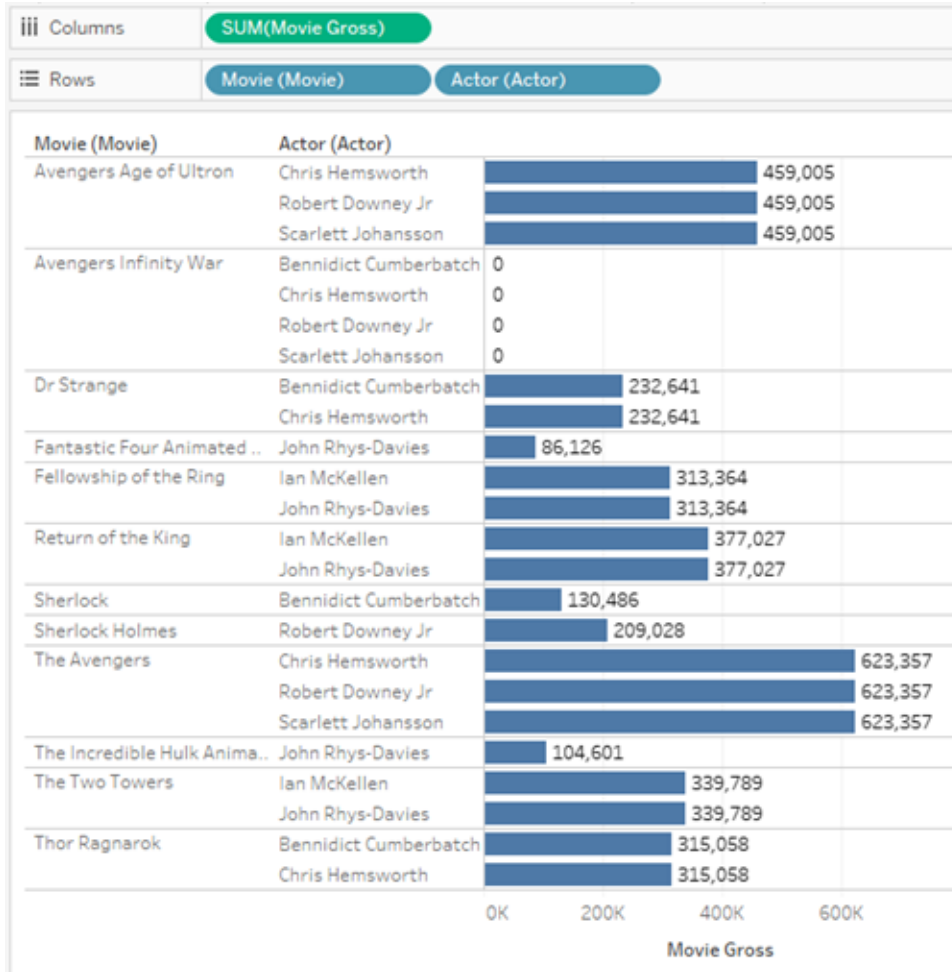 Columns SUM(Movie Gross)
Rows Movie (Movie) Actor (Actor)
Movie (Movie) Actor (Actor)
Avengers Age of Ultron Chris Hemsworth 459,005
Robert Downey Jr 459,005
Scarlett Johansson 459,005
Avengers Infinity War Bennidict Cumberbatch 0
Chris Hemsworth 0
Robert Downey Jr 0
Scarlett Johansson 0
Dr Strange Bennidict Cumberbatch 232,641
Chris Hemsworth 232,641
Fantastic Four Animated .. John Rhys-Davies 86,126
Fellowship of the Ring Ian McKellen 313,364
John Rhys-Davies 313,364
Return of the King Ian McKellen 377,027
John Rhys-Davies 377,027
Sherlock Bennidict Cumberbatch 130,486
Sherlock Holmes Robert Downey Jr 209,028
The Avengers Chris Hemsworth 623,357
Robert Downey Jr 623,357
Scarlett Johansson 623,357
The Incredible Hulk Anima.. John Rhys-Davies 104,601
The Two Towers Ian McKellen 339,789
John Rhys-Davies 339,789
Thor Ragnarok Bennidict Cumberbatch 315,058
Chris Hemsworth 315,058
0K 200K 400K 600K
Movie Gross